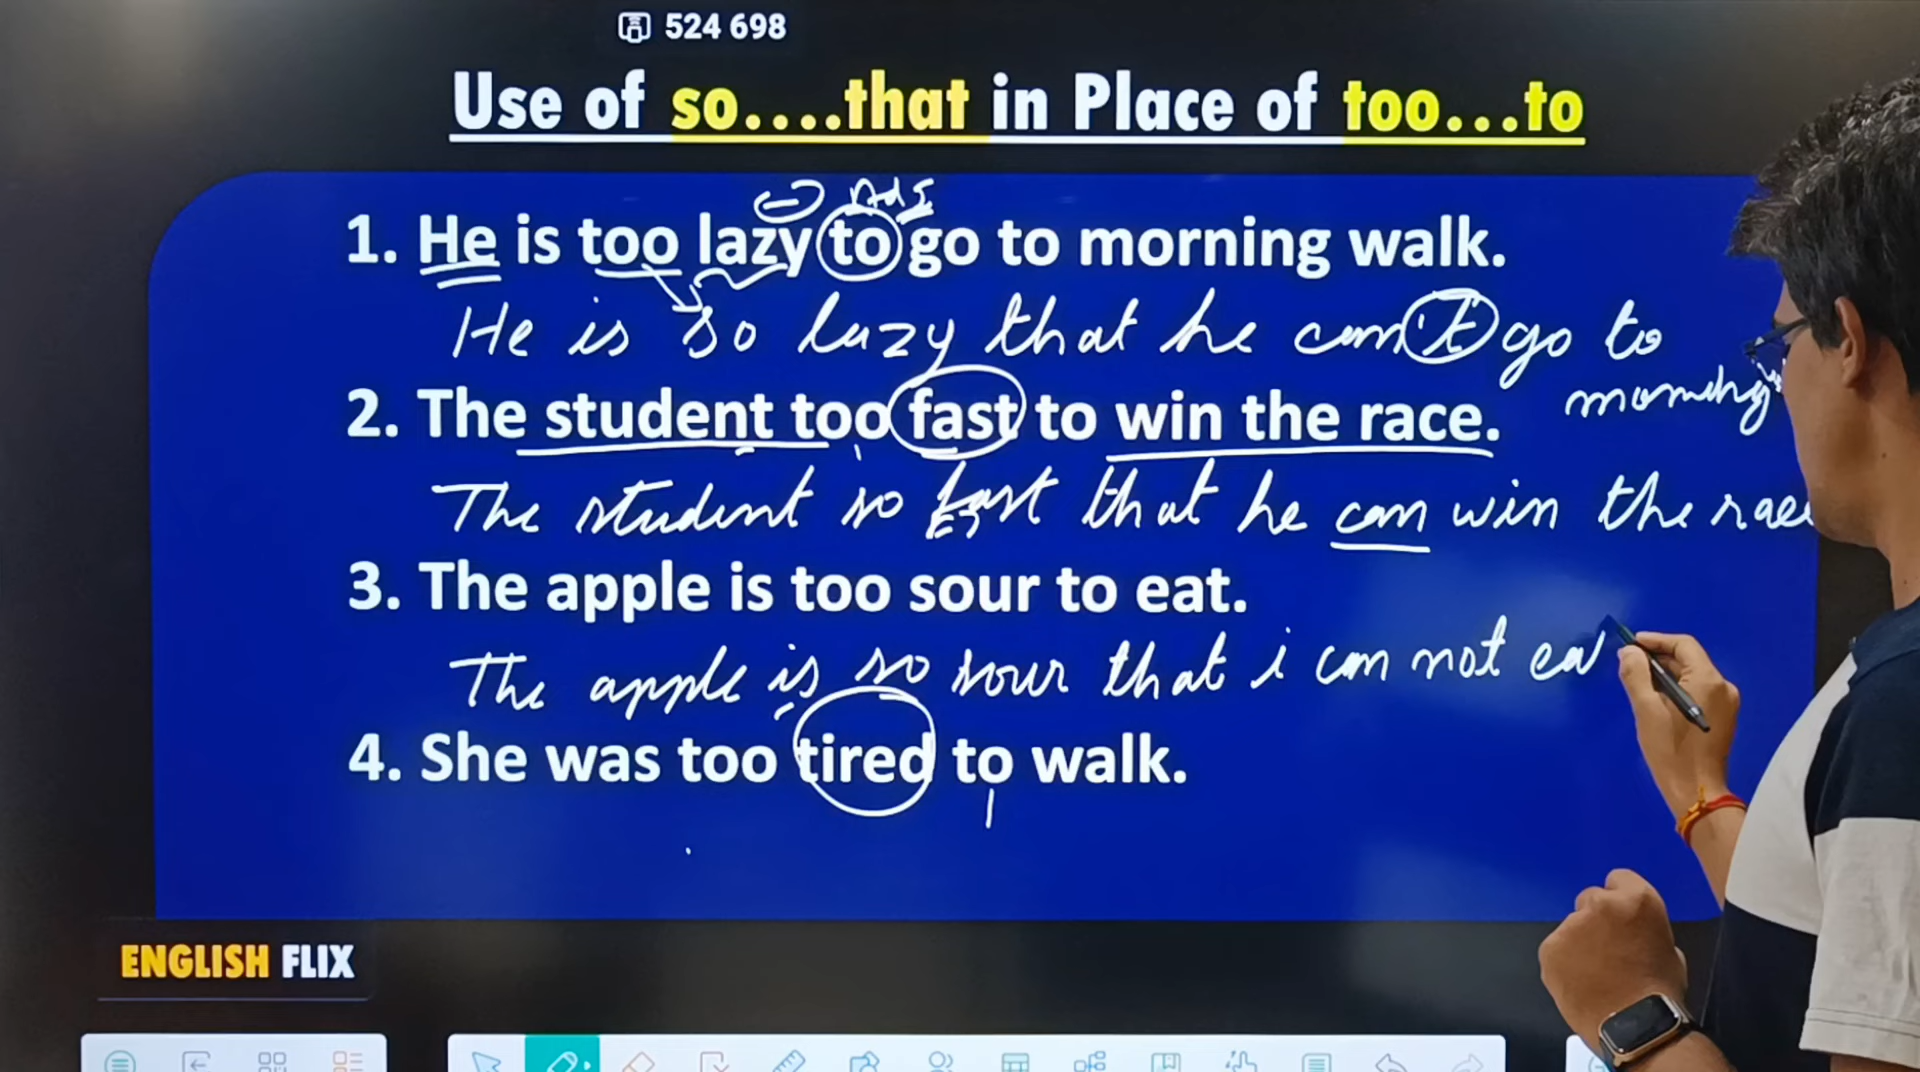 524 698
Use of so....that in Place of too...to
Adj
1. He is too lazy to go to morning walk.
He is so lazy that he can't go to
morning
2. The student too fast to win the race.
The student so fast that he can win the race
3. The apple is too sour to eat.
The apple is so sour that i can not eat
4. She was too tired to walk.
ENGLISH FLIX